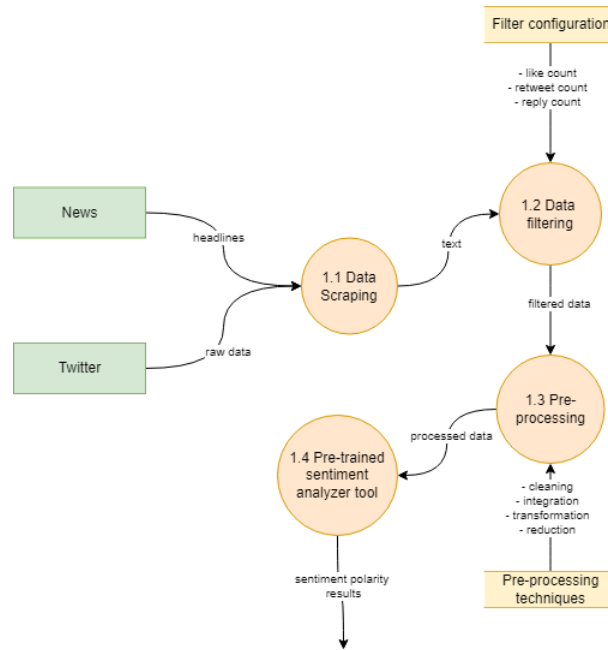 Filter configuration
- like count
- retweet count
- reply count
News
1.2 Data
filtering
headlines
text
1.1 Data
Scraping
filtered data
raw data
Twitter
1.3 Pre-
processing
processed data
1.4 Pre-trained
sentiment
analyzer tool
- cleaning
- integration
- transformation
- reduction
sentiment polarity
results
Pre-processing
techniques